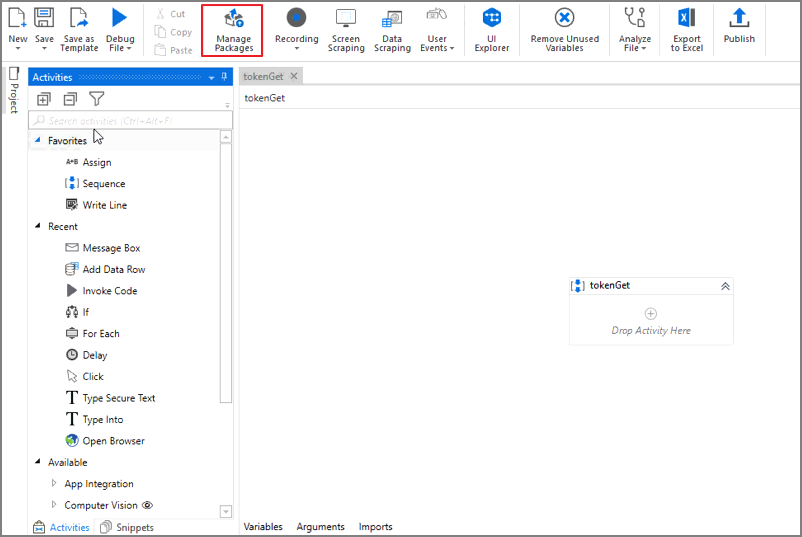 New
Save
Save as
Template
Debug
File
Cut
Copy
Paste
Manage
Packages
Recording
Screen
Scraping
Data
Scraping
User
Events
UI
Explorer
Remove Unused
Variables
Analyze
File
Export
to Excel
Publish
Project
Activities
tokenGet
Search activities (Ctrl+Alt+F)
tokenGet
Favorites
A+B Assign
Sequence
Write Line
Recent
Message Box
Add Data Row
Invoke Code
If
For Each
Delay
Click
T Type Secure Text
T Type Into
Open Browser
Available
App Integration
Computer Vision
tokenGet
Drop Activity Here
Activities
Snippets
Variables
Arguments
Imports